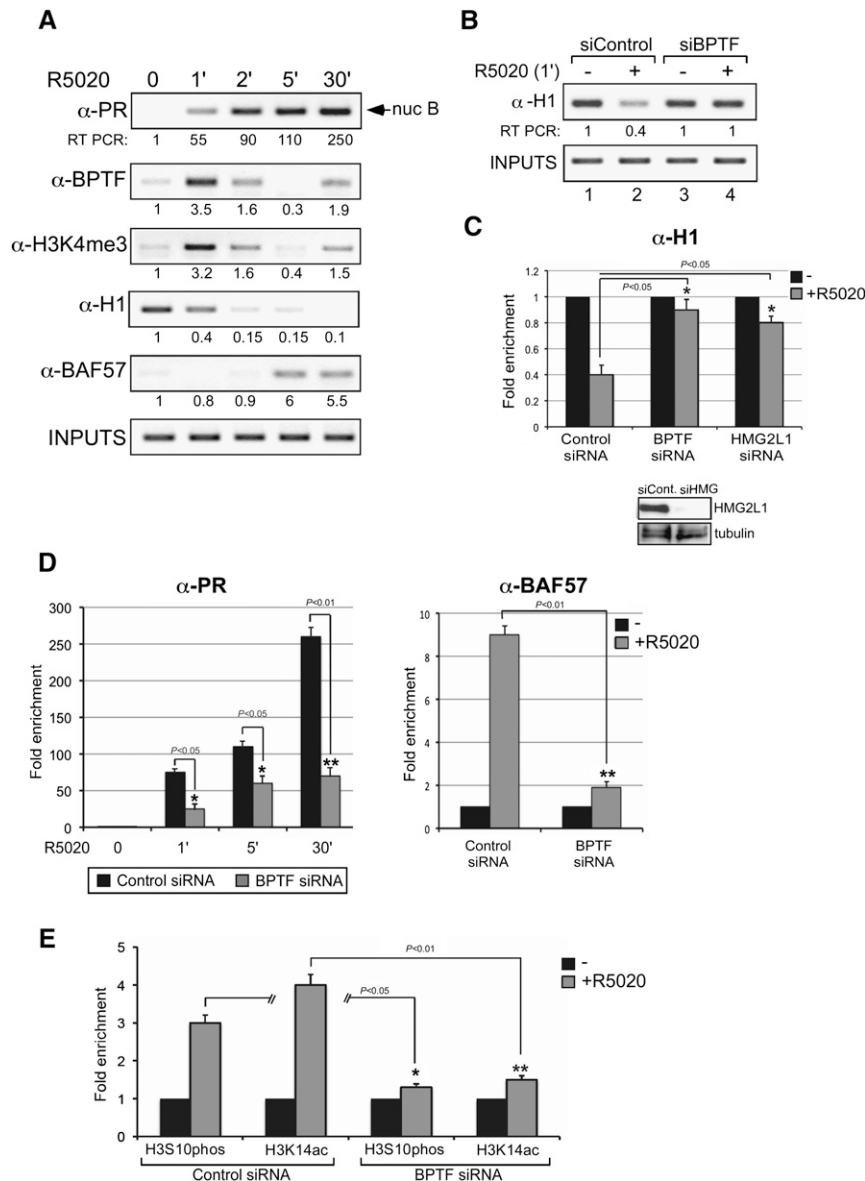 A
R5020 0 1' 2' 5' 30'
α-PR nuc B
RT PCR: 1 55 90 110 250
α-BPTF
1 3.5 1.6 0.3 1.9
α-H3K4me3
1 3.2 1.6 0.4 1.5
α-H1
1 0.4 0.15 0.15 0.1
α-BAF57
1 0.8 0.9 6 5.5
INPUTS
B
siControl siBPTF
R5020 (1') - + - +
α-H1
RT PCR: 1 0.4 1 1
INPUTS
1 2 3 4
C
α-H1
P<0.05
P<0.05
-
+R5020
* *
Fold enrichment
1.2
1
0.8
0.6
0.4
0.2
0
Control siRNA
BPTF siRNA
HMG2L1 siRNA
siCont. siHMG
HMG2L1
tubulin
D
α-PR
P<0.01
P<0.05
P<0.05
* * **
Fold enrichment
300
250
200
150
100
50
0
R5020 0 1' 5' 30'
Control siRNA BPTF siRNA
α-BAF57
P<0.01
-
+R5020
**
Fold enrichment
10
8
6
4
2
0
Control siRNA
BPTF siRNA
E
P<0.01
P<0.05
-
+R5020
* **
Fold enrichment
5
4
3
2
1
0
H3S10phos H3K14ac H3S10phos H3K14ac
Control siRNA BPTF siRNA